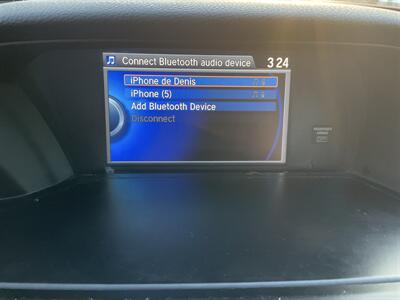 Connect Bluetooth audio device 3:24
iPhone de Denis
iPhone (5)
Add Bluetooth Device
Disconnect